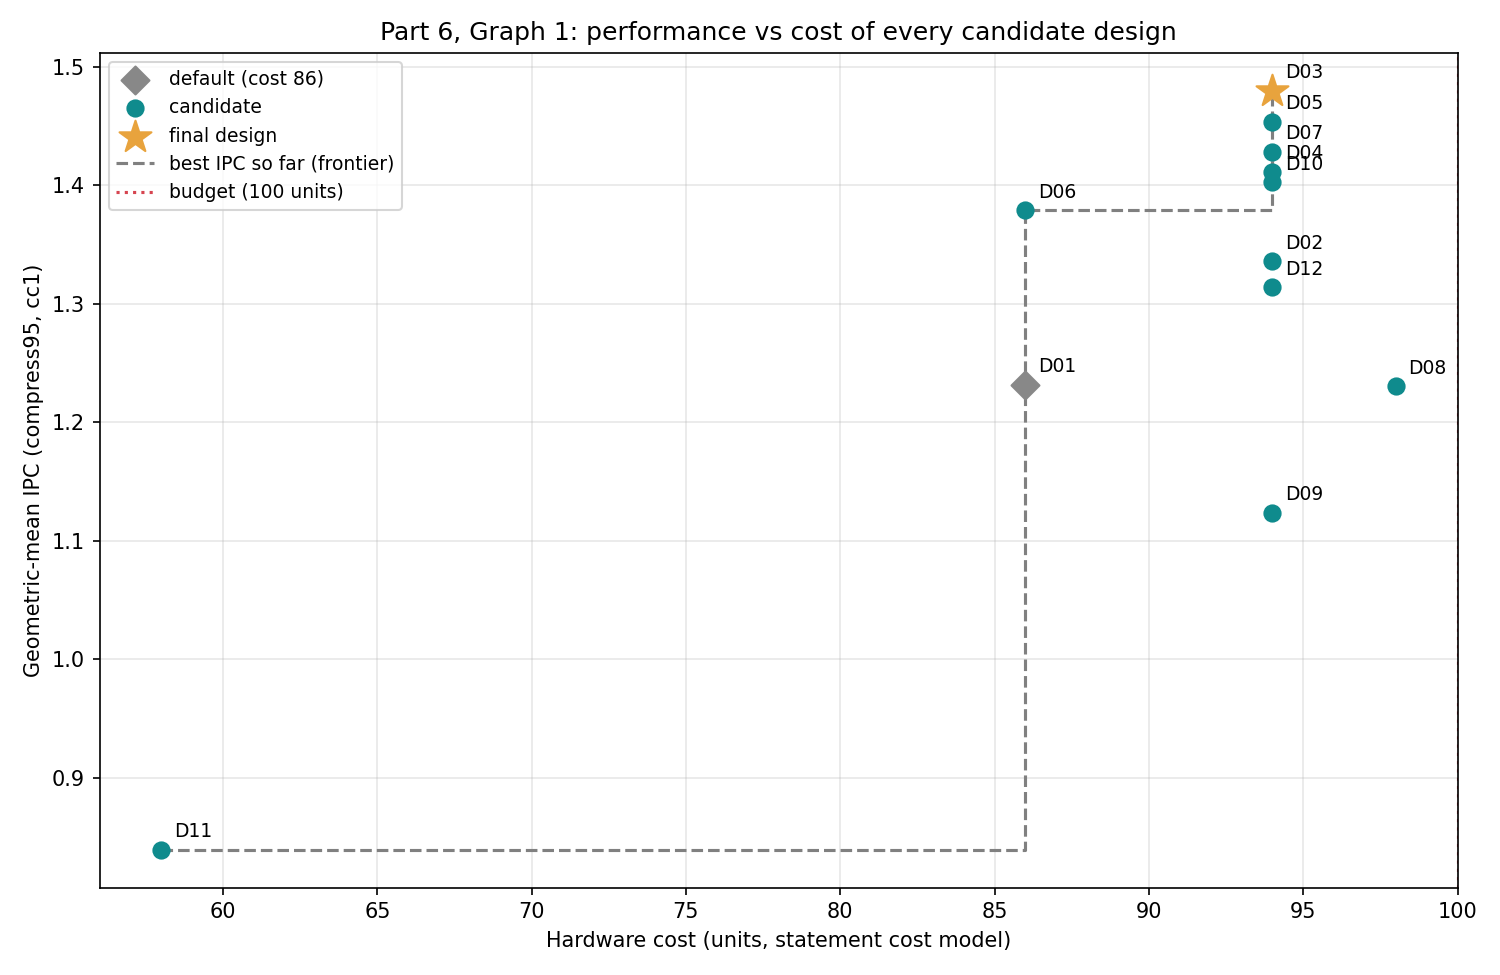 Part 6, Graph 1: performance vs cost of every candidate design
default (cost 86)
candidate
final design
best IPC so far (frontier)
budget (100 units)
D03
D05
D07
D04
D10
D06
D02
D12
D01
D08
D09
D11
1.5
1.4
1.3
1.2
1.1
1.0
0.9
Geometric-mean IPC (compress95, cc1)
60 65 70 75 80 85 90 95 100
Hardware cost (units, statement cost model)